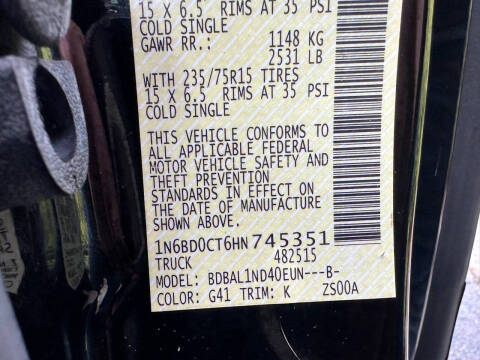 15 X 6.5 RIMS AT 35 PSI
COLD SINGLE
GAWR RR.: 1148 KG
2531 LB
WITH 235/75R15 TIRES
15 X 6.5 RIMS AT 35 PSI
COLD SINGLE
THIS VEHICLE CONFORMS TO
ALL APPLICABLE FEDERAL
MOTOR VEHICLE SAFETY AND
THEFT PREVENTION
STANDARDS IN EFFECT ON
THE DATE OF MANUFACTURE
SHOWN ABOVE.
1N6BD0CT6HN745351
TRUCK 482515
MODEL: BDBAL1ND40EUN---B-
COLOR: G41 TRIM: K ZS00A